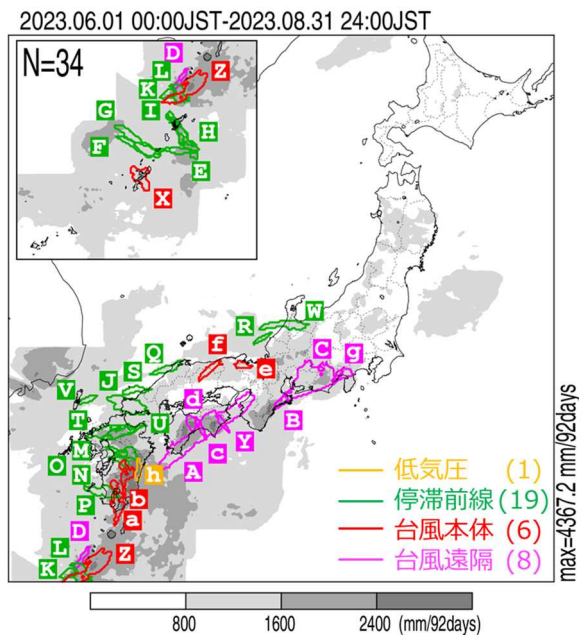 2023.06.01 00:00JST-2023.08.31 24:00JST
N=34
D
L
Z
K
I
G
H
F
E
X
W
R
C
g
f
Q
S
e
J
V
d
B
T
U
Y
M
c
O
h
A
N
b
P
a
D
L
Z
K
低気圧 (1)
停滞前線 (19)
台風本体 (6)
台風遠隔 (8)
max=4367.2 mm/92days
800 1600 2400 (mm/92days)